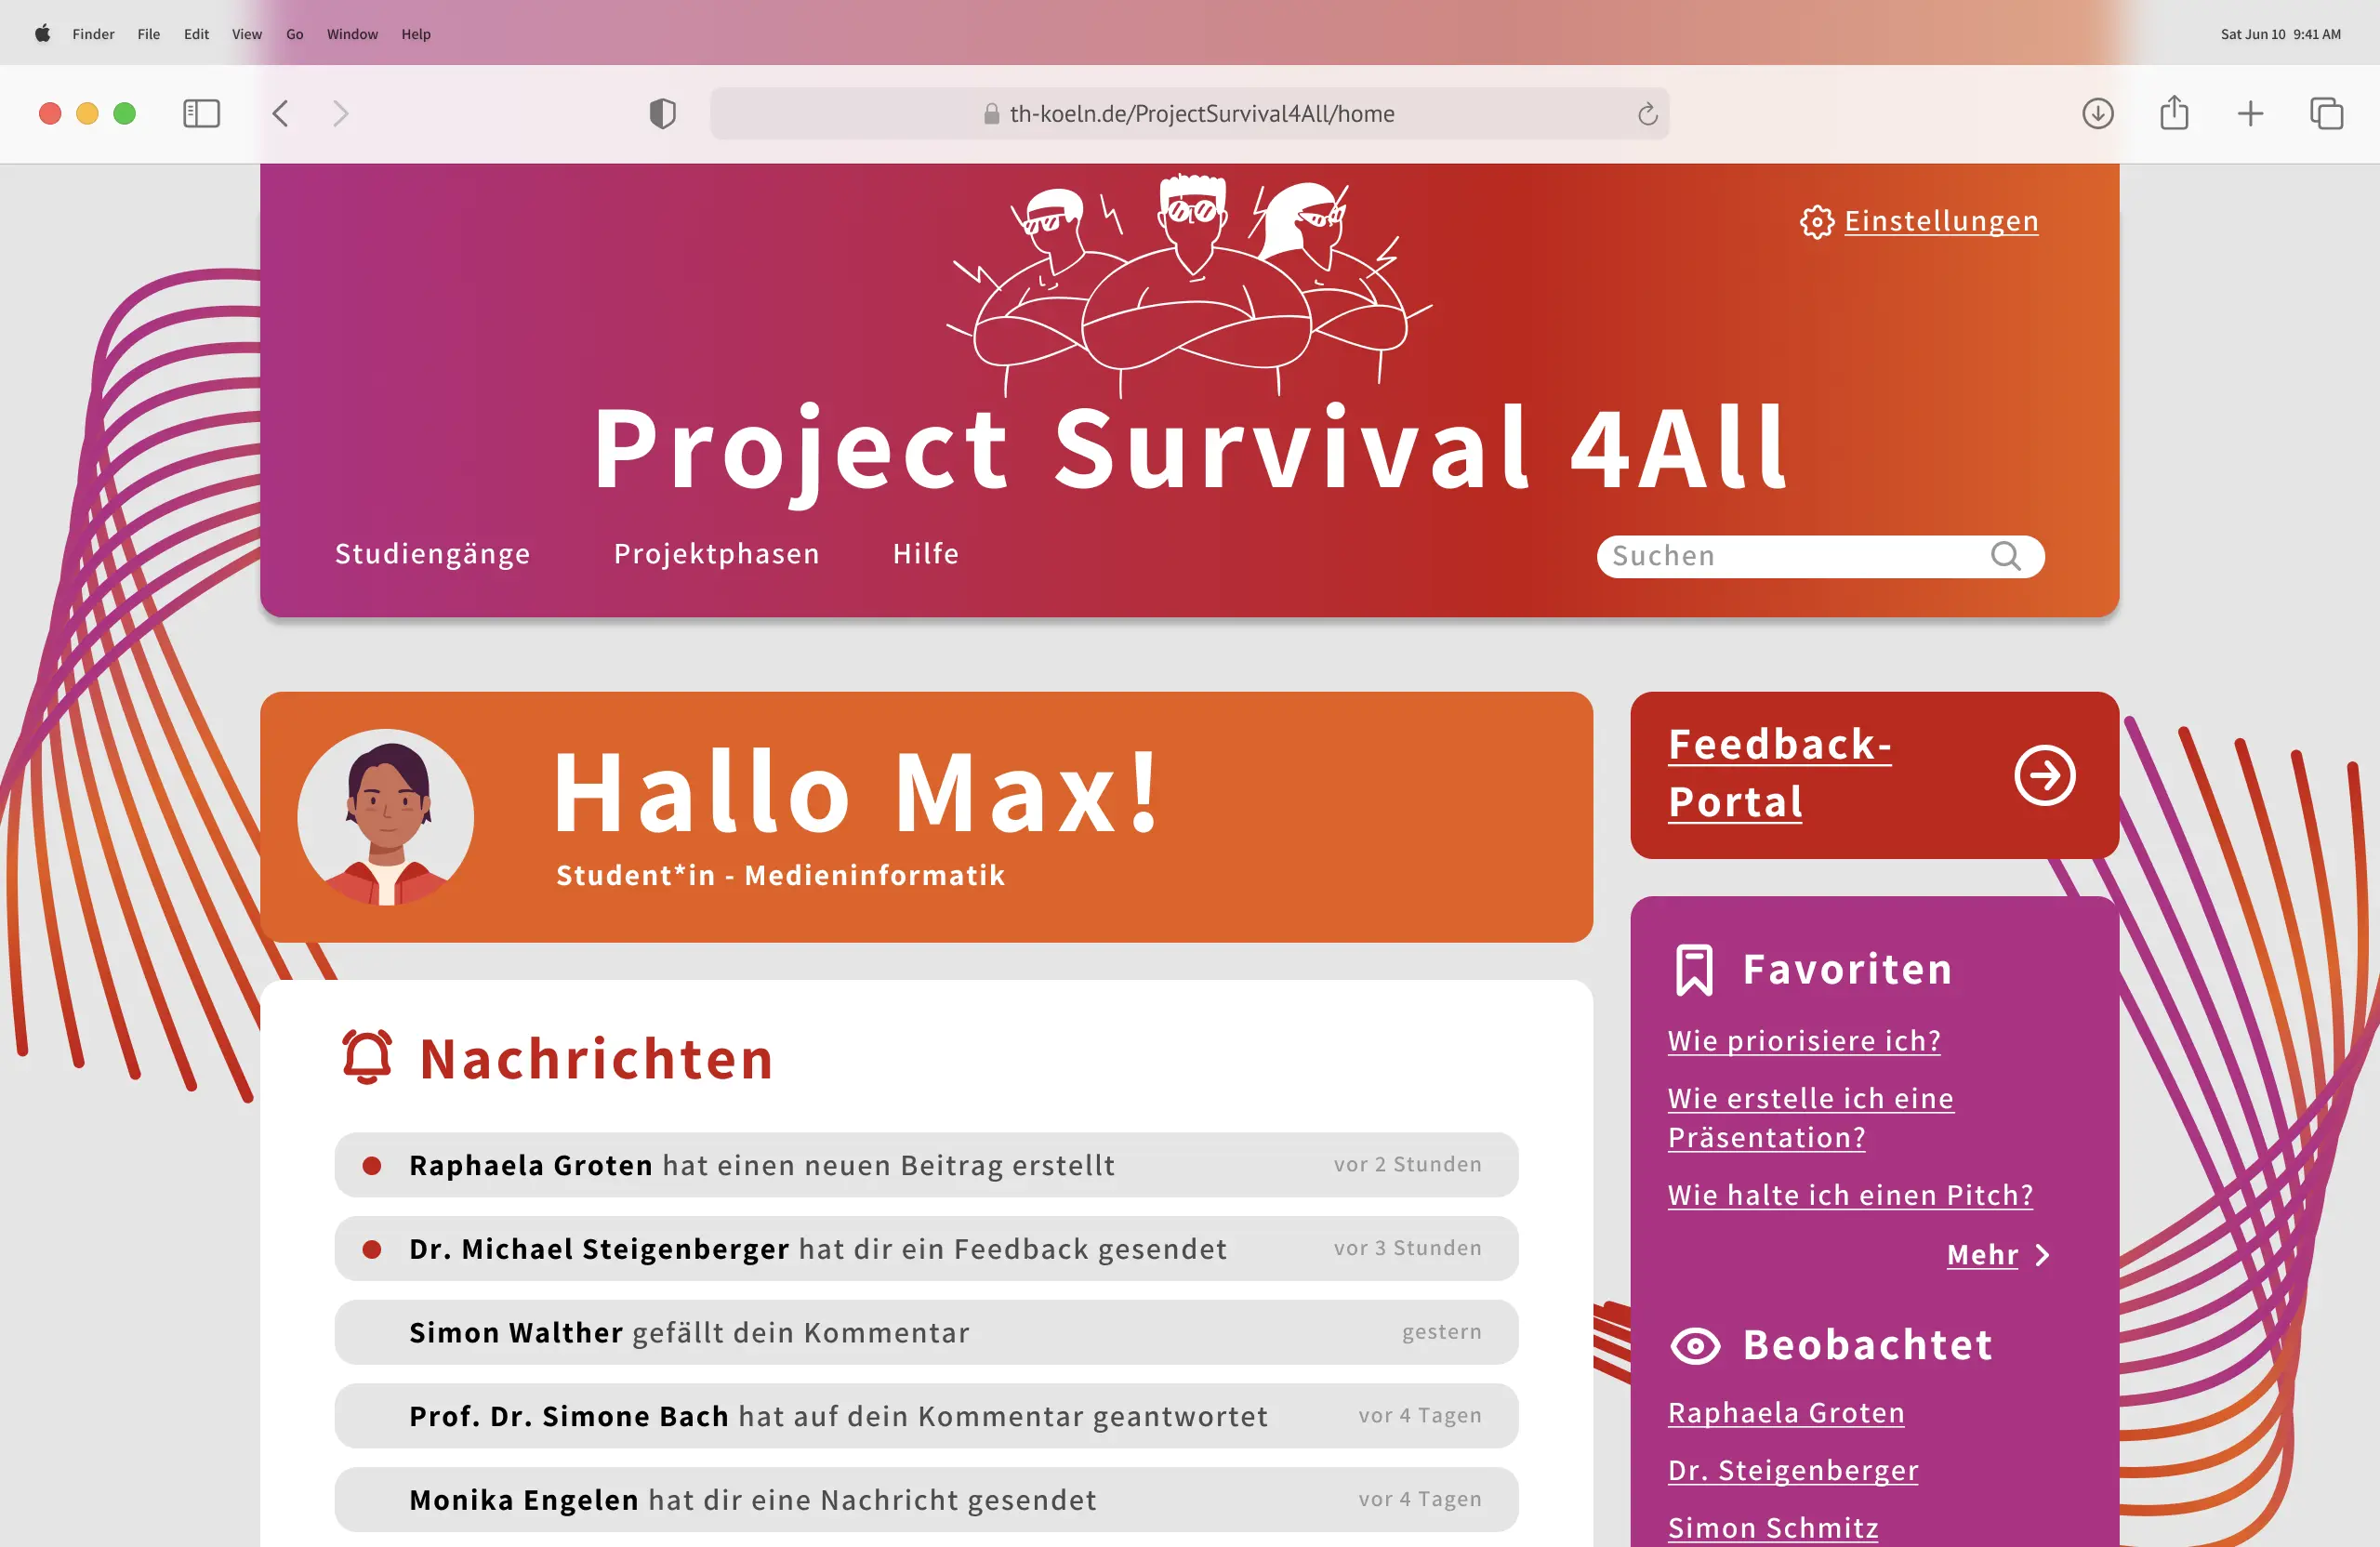 Finder File Edit View Go Window Help
Sat Jun 10 9:41 AM
th-koeln.de/ProjectSurvival4All/home
Einstellungen
Project Survival 4All
Studiengänge Projektphasen Hilfe
Suchen
Hallo Max!
Student*in - Medieninformatik
Nachrichten
Raphaela Groten hat einen neuen Beitrag erstellt vor 2 Stunden
Dr. Michael Steigenberger hat dir ein Feedback gesendet vor 3 Stunden
Simon Walther gefällt dein Kommentar gestern
Prof. Dr. Simone Bach hat auf dein Kommentar geantwortet vor 4 Tagen
Monika Engelen hat dir eine Nachricht gesendet vor 4 Tagen
Feedback-
Portal
Favoriten
Wie priorisiere ich?
Wie erstelle ich eine
Präsentation?
Wie halte ich einen Pitch?
Mehr
Beobachtet
Raphaela Groten
Dr. Steigenberger
Simon Schmitz